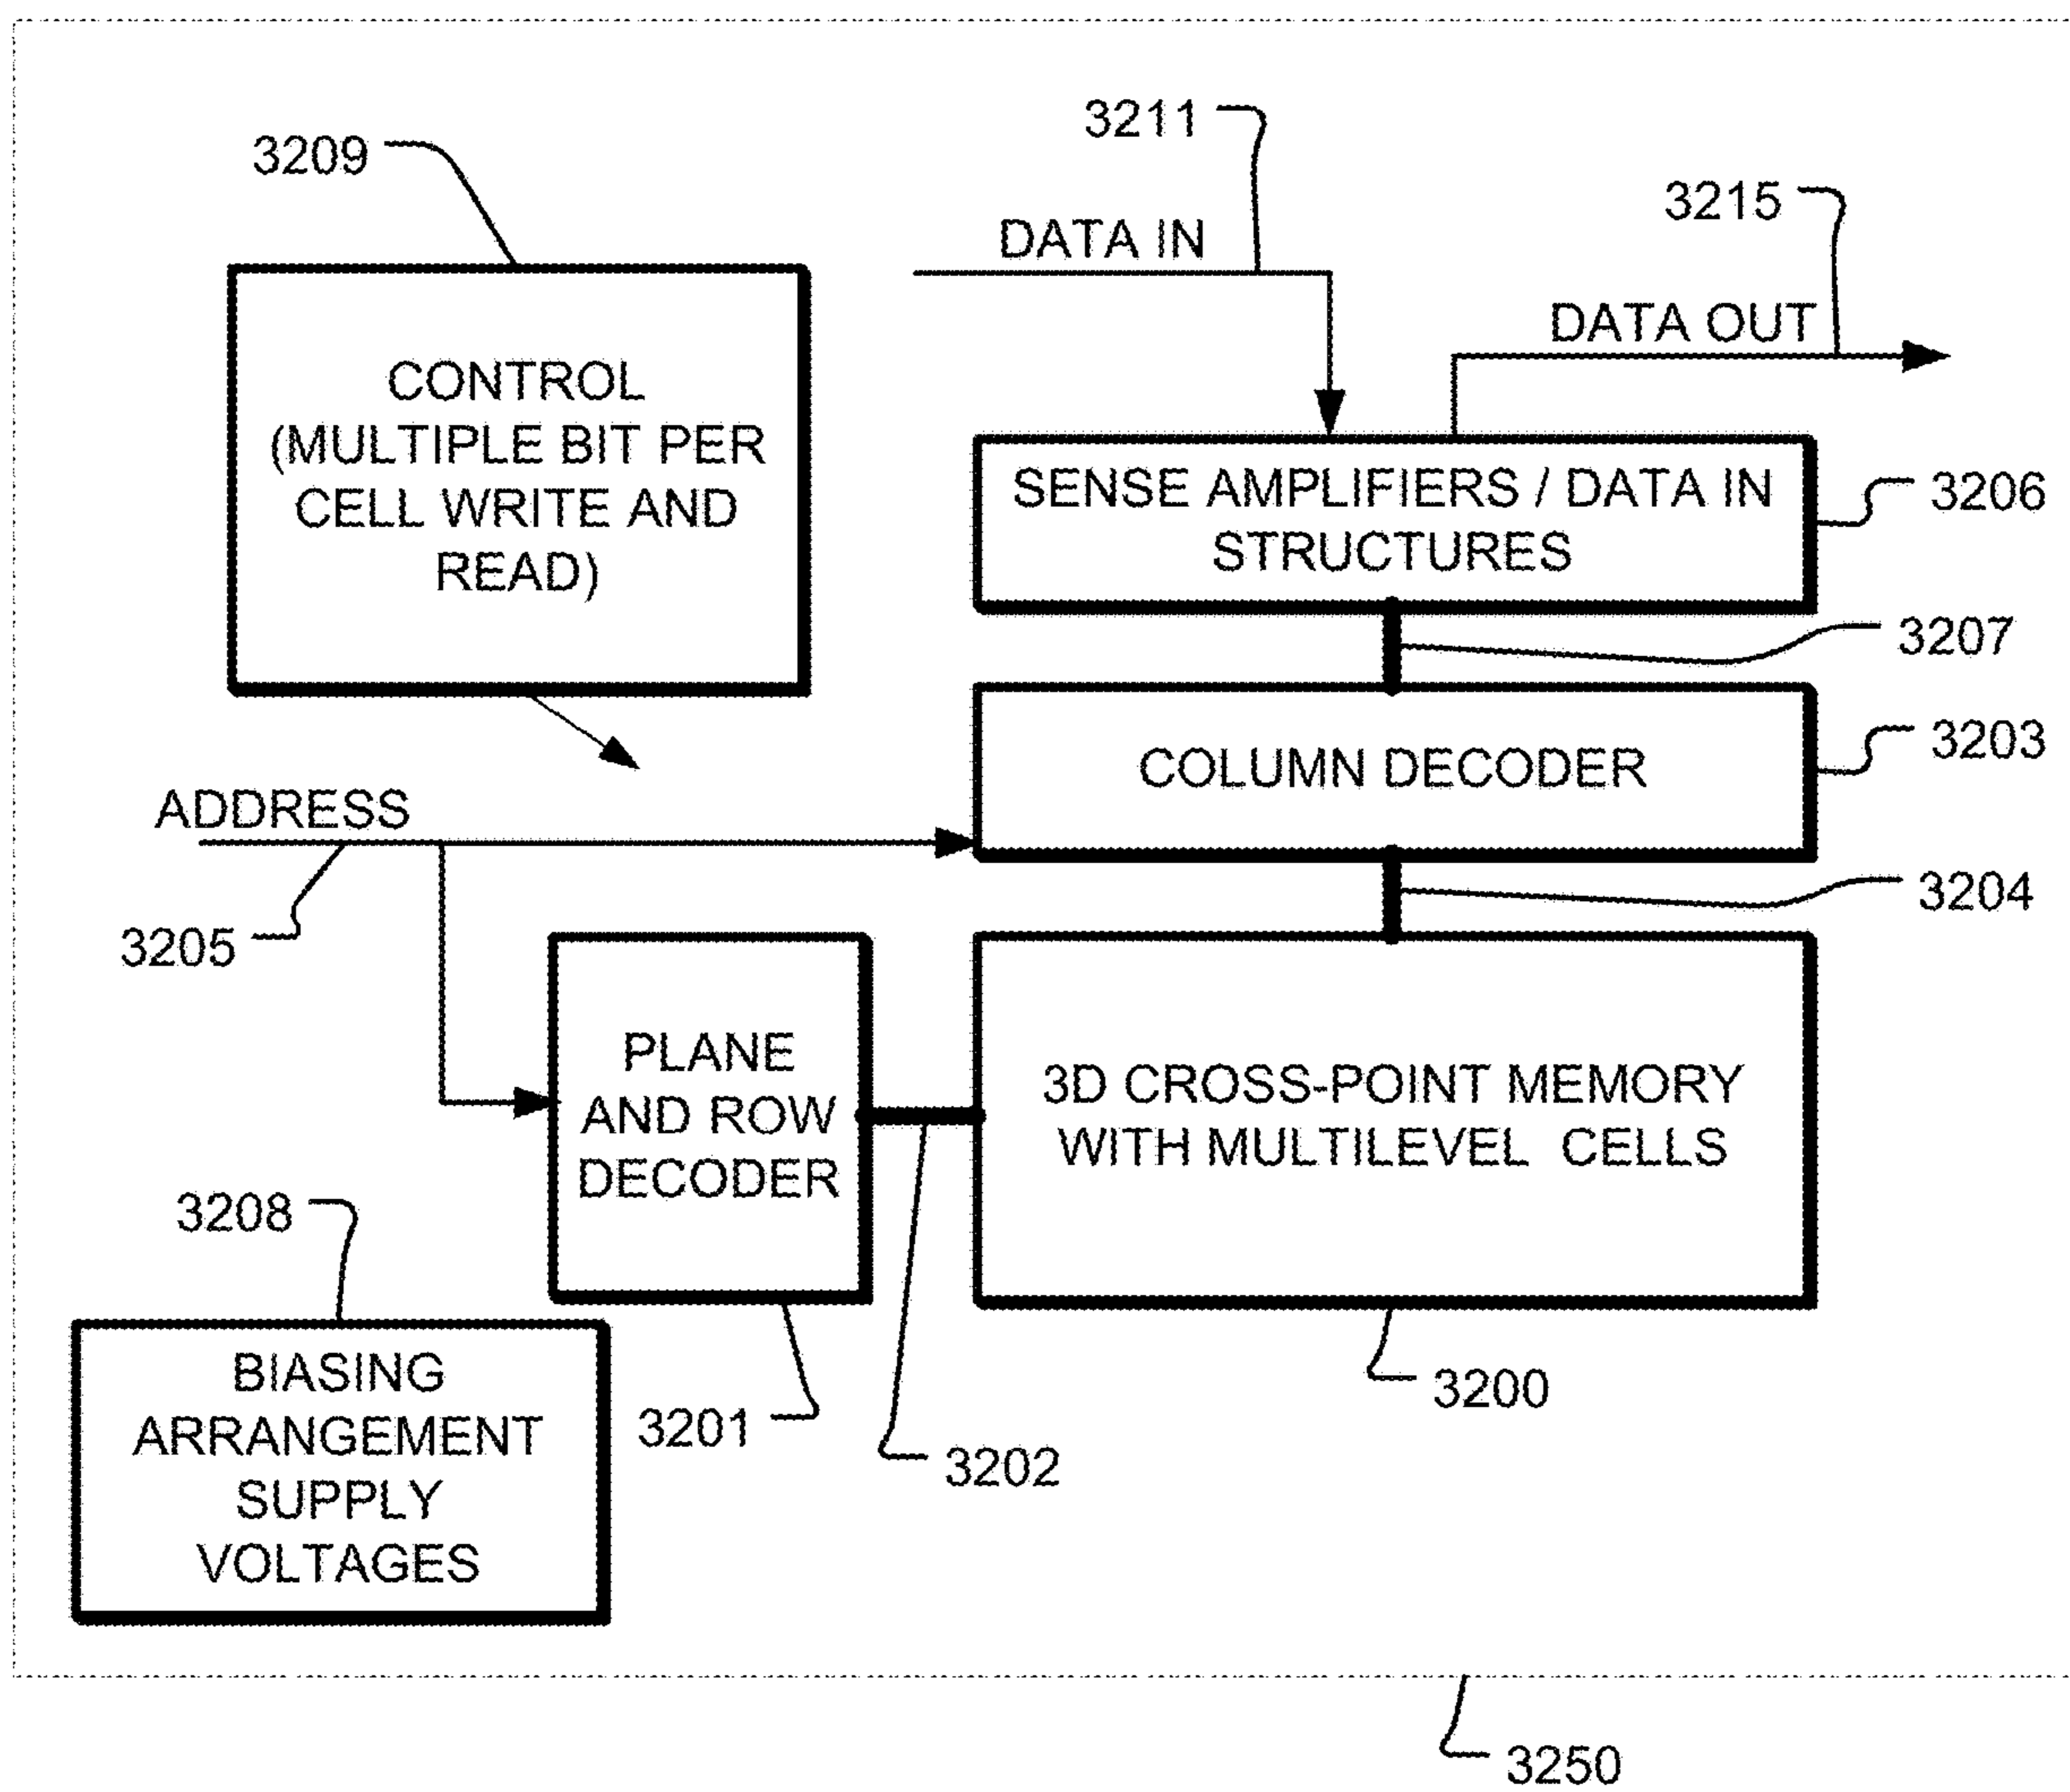 3211
3209
3215
DATA IN
DATA OUT
CONTROL
(MULTIPLE BIT PER
CELL WRITE AND
READ)
SENSE AMPLIFIERS / DATA IN
STRUCTURES
3206
3207
COLUMN DECODER
3203
ADDRESS
3204
3205
PLANE
AND ROW
DECODER
3D CROSS-POINT MEMORY
WITH MULTILEVEL CELLS
3208
BIASING
ARRANGEMENT
SUPPLY
VOLTAGES
3201
3202
3200
3250